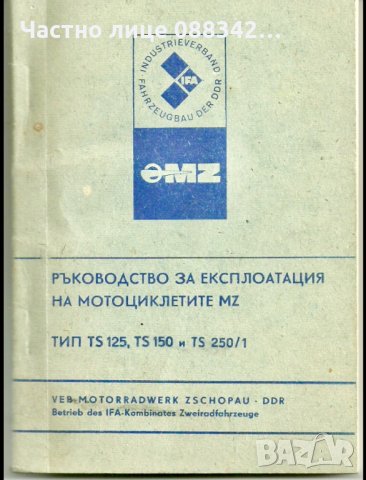 Частно лице 088342...
INDUSTRIEVERBAND
FAHRZEUGBAU DER DDR
IFA
MZ
РЪКОВОДСТВО ЗА ЕКСПЛОАТАЦИЯ
НА МОТОЦИКЛЕТИТЕ MZ
ТИП TS 125, TS 150 и TS 250/1
VEB MOTORRADWERK ZSCHOPAU - DDR
Betrieb des IFA-Kombinates Zweiradfahrzeuge
BAZAR